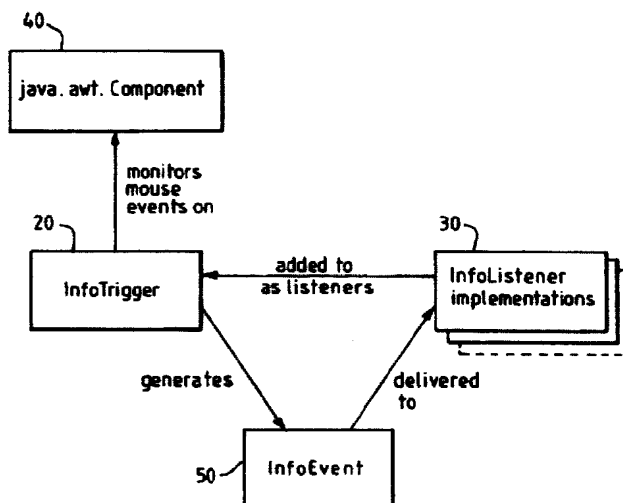 40
java.awt.Component
monitors
mouse
events on
20
InfoTrigger
added to
as listeners
30
InfoListener
implementations
generates
delivered
to
50
InfoEvent